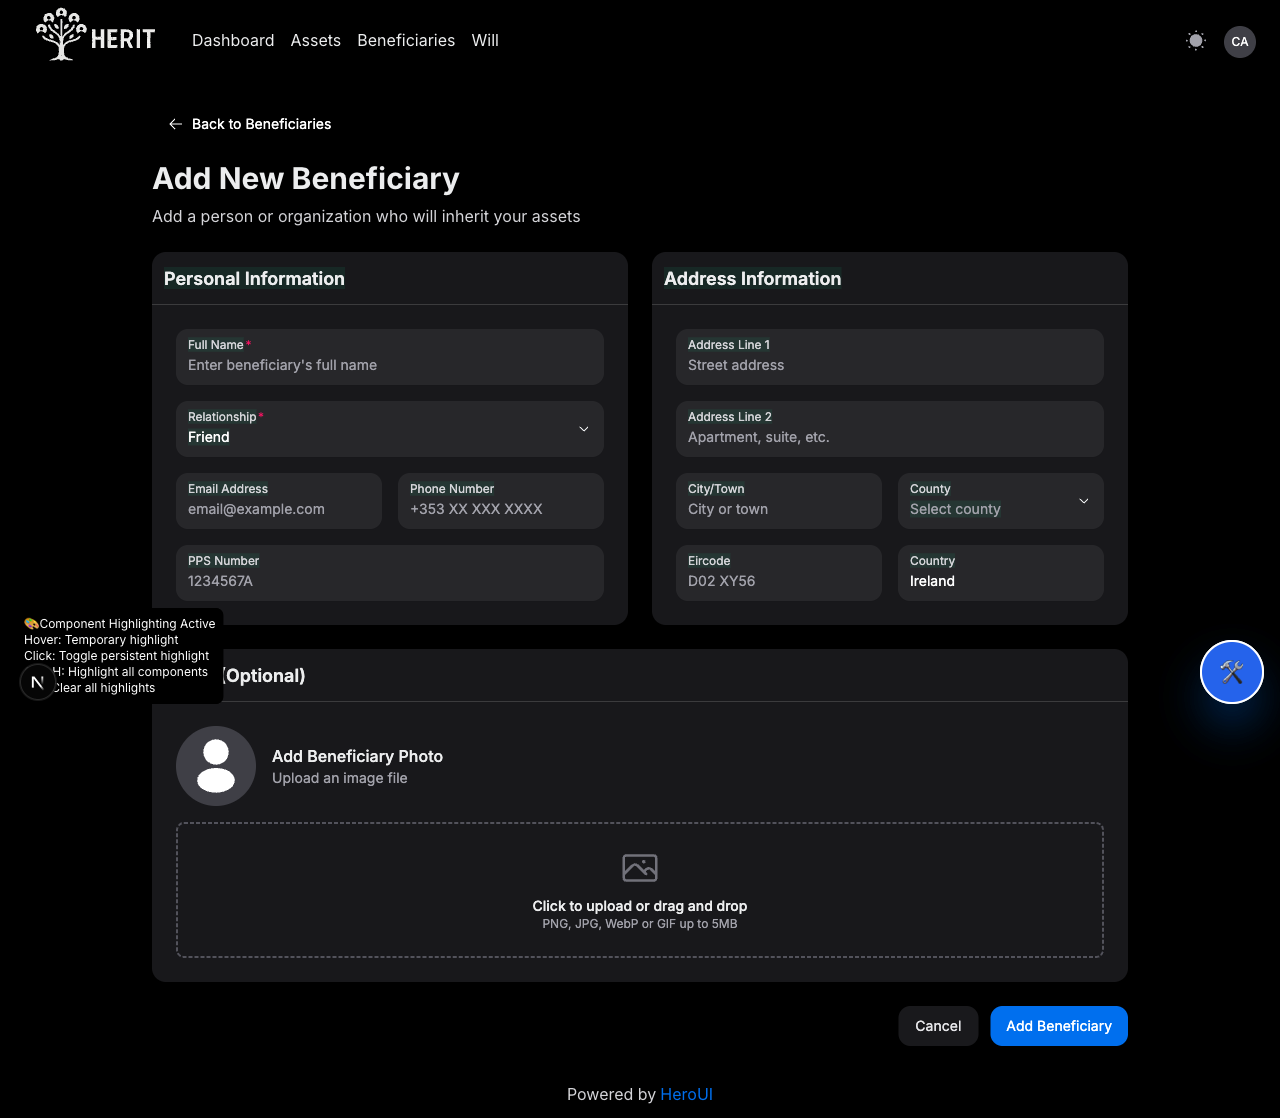 HERIT
Dashboard Assets Beneficiaries Will
CA
Back to Beneficiaries
Add New Beneficiary
Add a person or organization who will inherit your assets
Personal Information
Full Name*
Enter beneficiary's full name
Relationship*
Friend
Email Address
email@example.com
Phone Number
+353 XX XXX XXXX
PPS Number
1234567A
Address Information
Address Line 1
Street address
Address Line 2
Apartment, suite, etc.
City/Town
City or town
County
Select county
Eircode
D02 XY56
Country
Ireland
🎨Component Highlighting Active
Hover: Temporary highlight
Click: Toggle persistent highlight
H: Highlight all components
Clear all highlights
N
(Optional)
Add Beneficiary Photo
Upload an image file
Click to upload or drag and drop
PNG, JPG, WebP or GIF up to 5MB
Cancel
Add Beneficiary
Powered by HeroUI